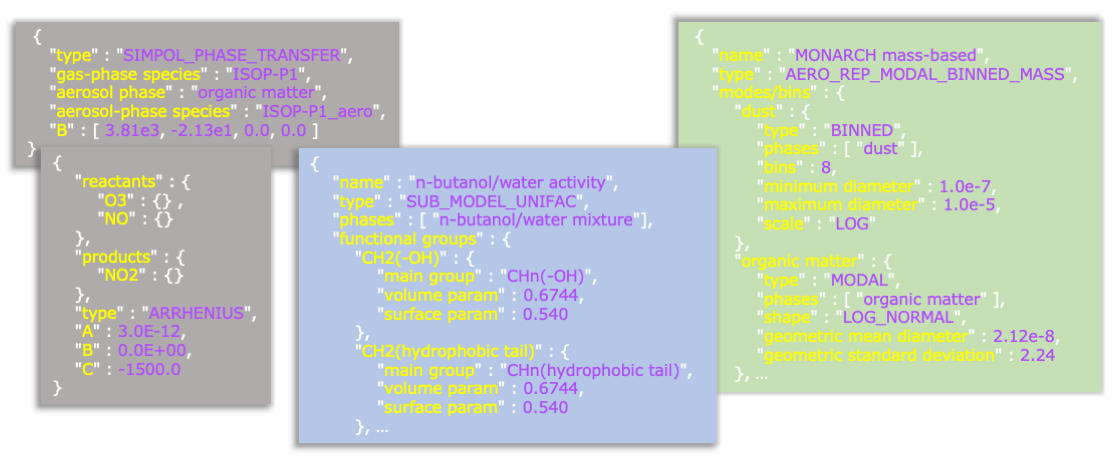 {
"type" : "SIMPOL_PHASE_TRANSFER",
"gas-phase species" : "ISOP-P1",
"aerosol phase" : "organic matter",
"aerosol-phase species" : "ISOP-P1_aero",
"B" : [ 3.81e3, -2.13e1, 0.0, 0.0 ]
}
{
"reactants" : {
"O3" : {} ,
"NO" : {}
},
"products" : {
"NO2" : {}
},
"type" : "ARRHENIUS",
"A" : 3.0E-12,
"B" : 0.0E+00,
"C" : -1500.0
}
{
"name" : "n-butanol/water activity",
"type" : "SUB_MODEL_UNIFAC",
"phases" : [ "n-butanol/water mixture"],
"functional groups" : {
"CH2(-OH)" : {
"main group" : "CHn(-OH)",
"volume param" : 0.6744,
"surface param" : 0.540
},
"CH2(hydrophobic tail)" : {
"main group" : "CHn(hydrophobic tail)",
"volume param" : 0.6744,
"surface param" : 0.540
}, ...
{
"name" : "MONARCH mass-based",
"type" : "AERO_REP_MODAL_BINNED_MASS",
"modes/bins" : {
"dust" : {
"type" : "BINNED",
"phases" : [ "dust" ],
"bins" : 8,
"minimum diameter" : 1.0e-7,
"maximum diameter" : 1.0e-5,
"scale" : "LOG"
},
"organic matter" : {
"type" : "MODAL",
"phases" : [ "organic matter" ],
"shape" : "LOG_NORMAL",
"geometric mean diameter" : 2.12e-8,
"geometric standard deviation" : 2.24
}, ...